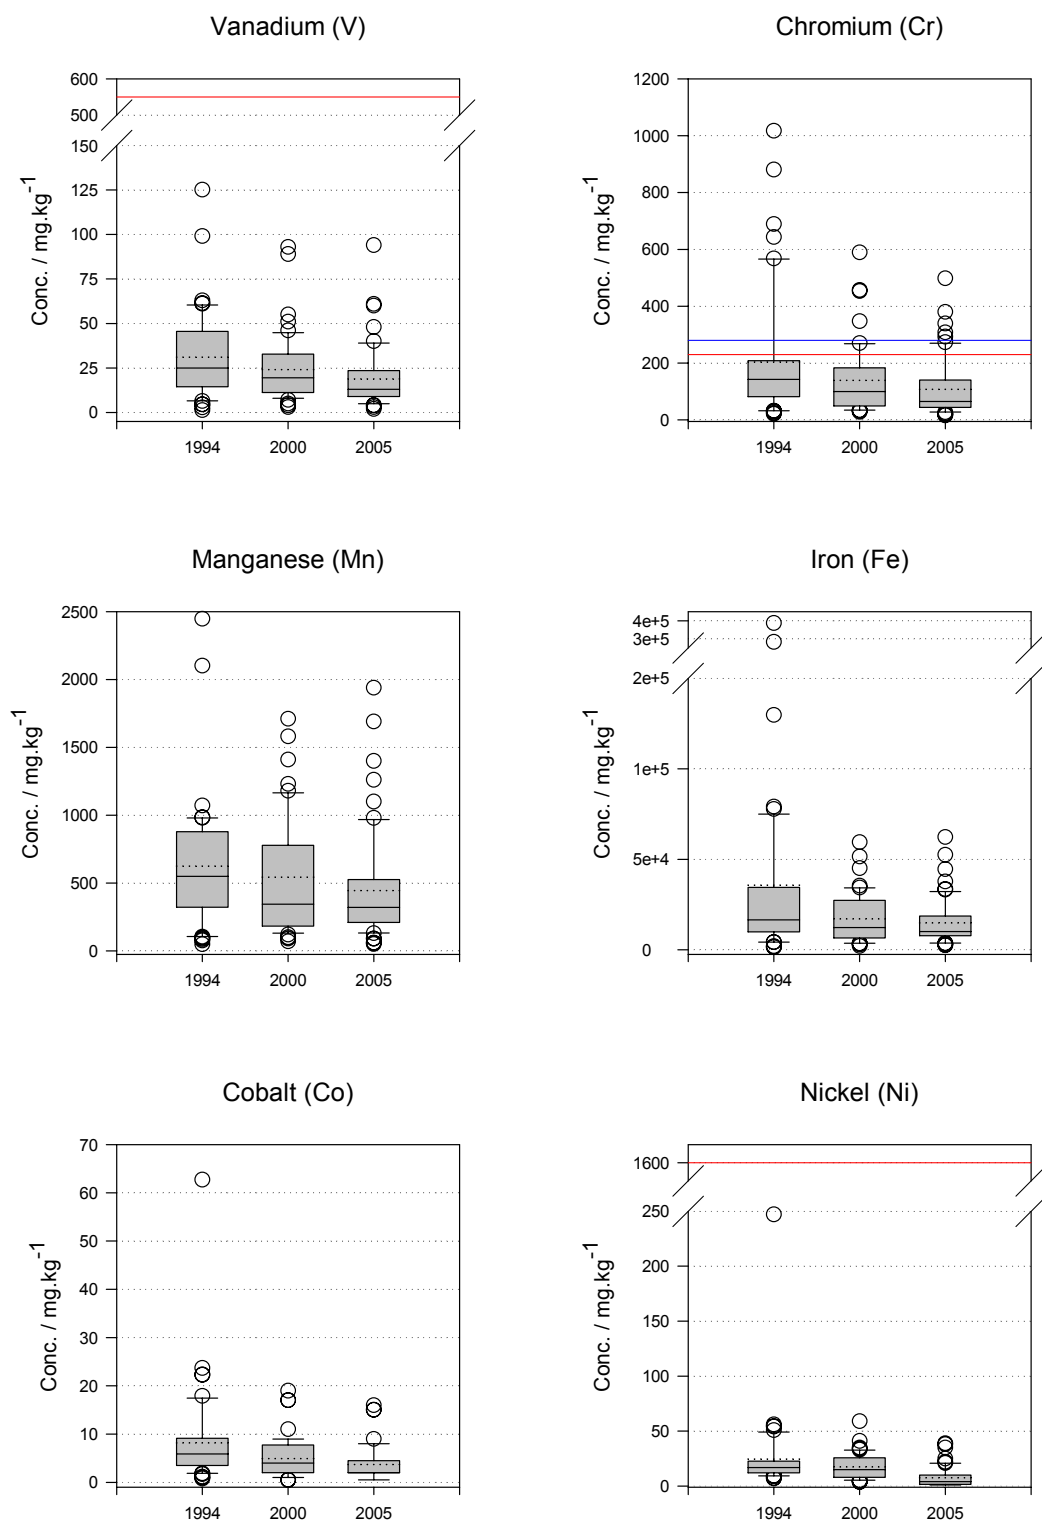 Vanadium (V)
Conc. / mg.kg-1
600
500
150
125
100
75
50
25
0
1994 2000 2005
Chromium (Cr)
Conc. / mg.kg-1
1200
1000
800
600
400
200
0
1994 2000 2005
Manganese (Mn)
Conc. / mg.kg-1
2500
2000
1500
1000
500
0
1994 2000 2005
Iron (Fe)
Conc. / mg.kg-1
4e+5
3e+5
2e+5
1e+5
5e+4
0
1994 2000 2005
Cobalt (Co)
Conc. / mg.kg-1
70
60
50
40
30
20
10
0
1994 2000 2005
Nickel (Ni)
Conc. / mg.kg-1
1600
250
200
150
100
50
0
1994 2000 2005